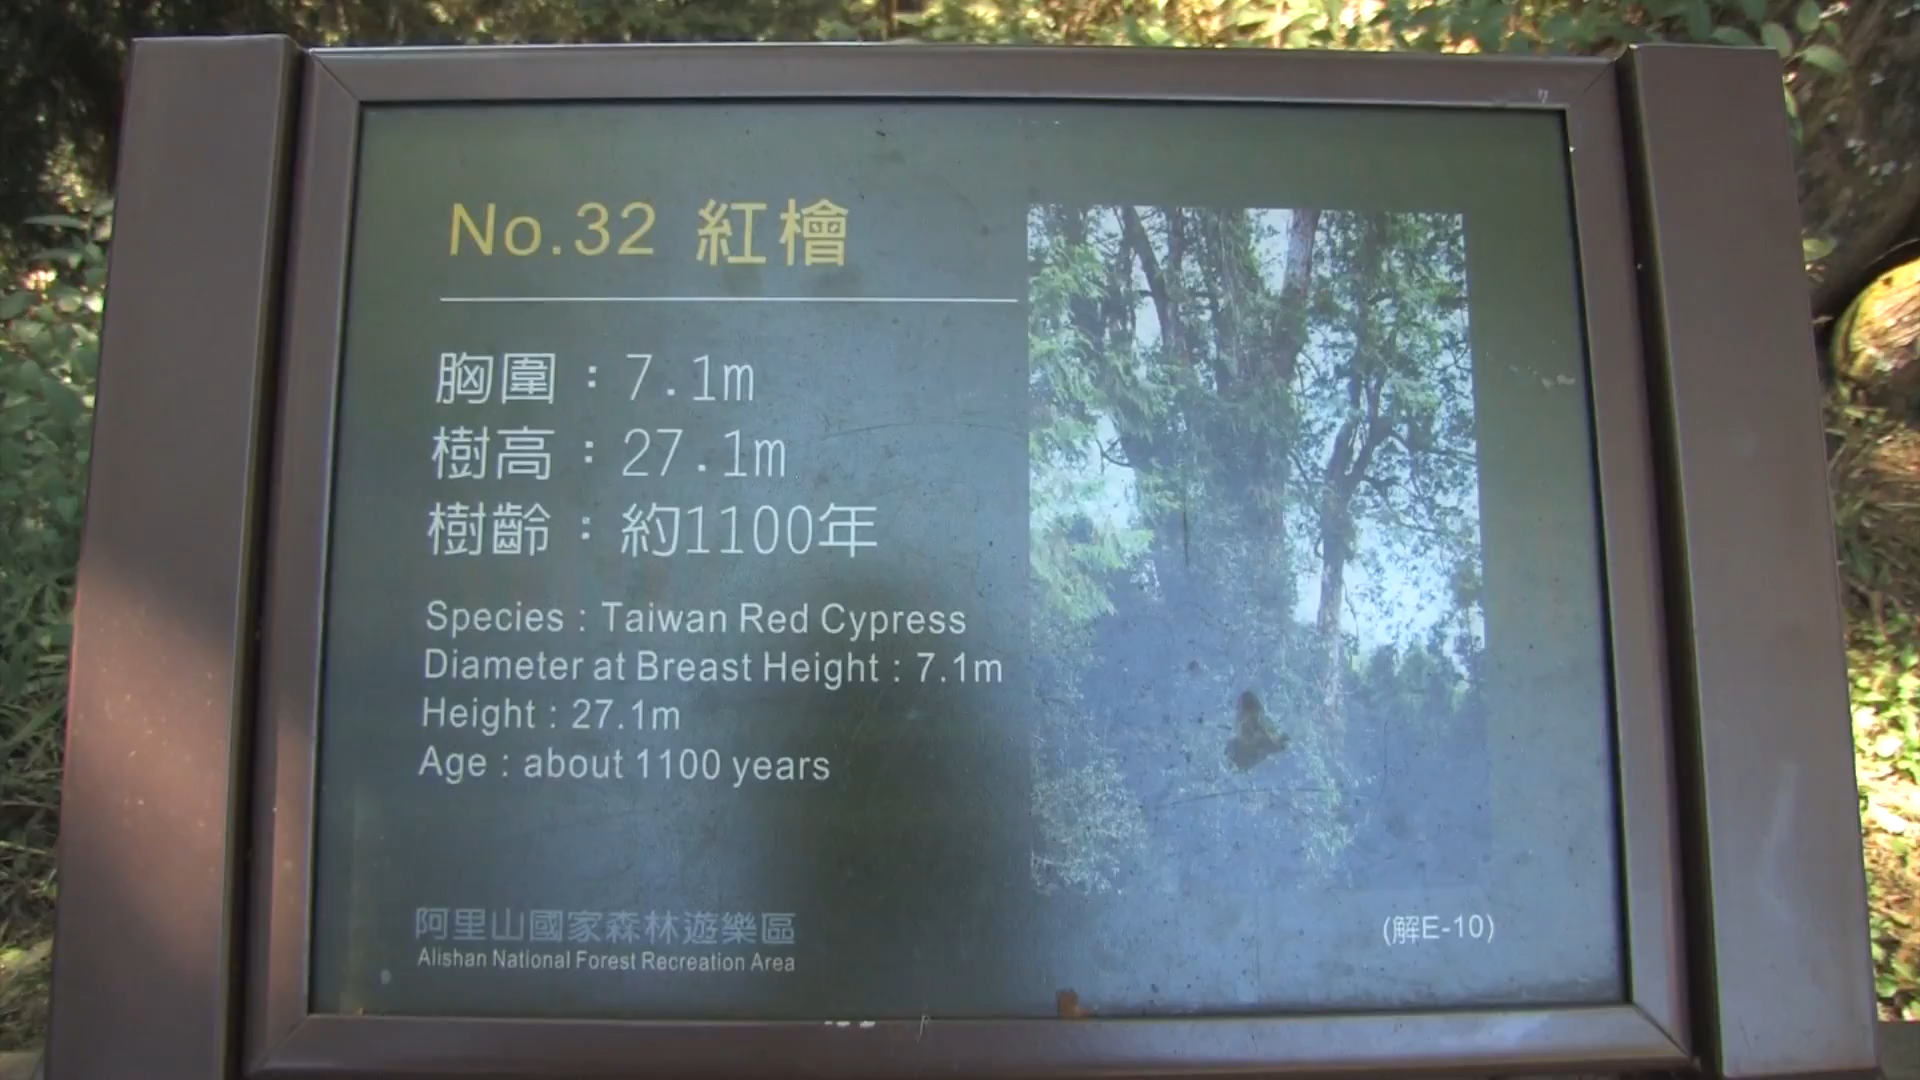 No.32 紅檜
胸圍：7.1m
樹高：27.1m
樹齡：約1100年
Species : Taiwan Red Cypress
Diameter at Breast Height : 7.1m
Height : 27.1m
Age : about 1100 years
阿里山國家森林遊樂區
Alishan National Forest Recreation Area
(解E-10)